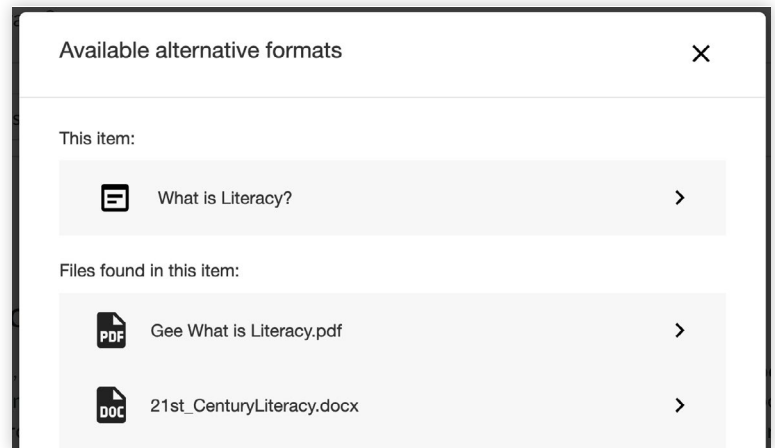 Available alternative formats
This item:
What is Literacy?
Files found in this item:
PDF
Gee What is Literacy.pdf
DOC
21st_CenturyLiteracy.docx